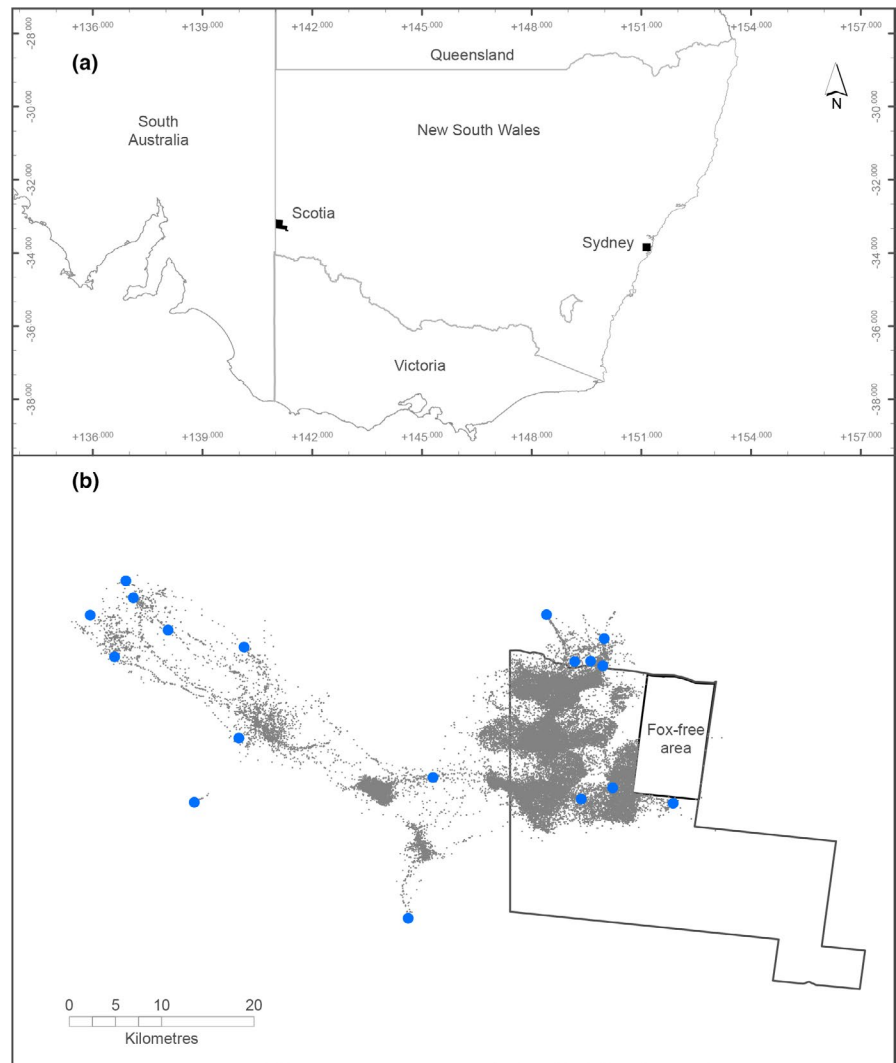 +136.000 +139.000 +142.000 +145.000 +148.000 +151.000 +154.000 +157.000
(a)
Queensland
N
South
Australia
New South Wales
Scotia
Sydney
Victoria
-28.000
-30.000
-32.000
-34.000
-36.000
-38.000
-28.000
-30.000
-32.000
-34.000
-36.000
-38.000
+136.000 +139.000 +142.000 +145.000 +148.000 +151.000 +154.000 +157.000
(b)
Fox-free
area
0 5 10 20
Kilometres